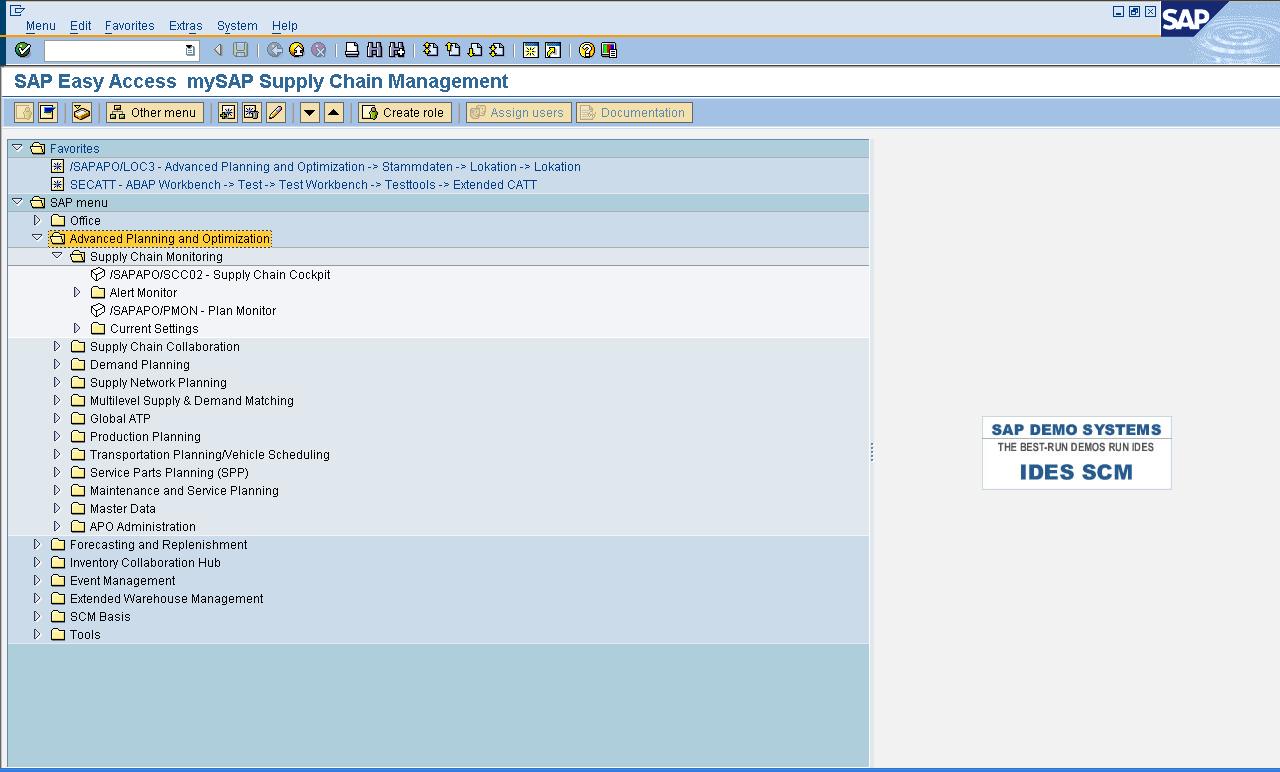 Menu Edit Favorites Extras System Help
SAP
SAP Easy Access mySAP Supply Chain Management
Other menu Create role Assign users Documentation
Favorites
/SAPAPO/LOC3 - Advanced Planning and Optimization -> Stammdaten -> Lokation -> Lokation
SECATT - ABAP Workbench -> Test -> Test Workbench -> Testtools -> Extended CATT
SAP menu
Office
Advanced Planning and Optimization
Supply Chain Monitoring
/SAPAPO/SCC02 - Supply Chain Cockpit
Alert Monitor
/SAPAPO/PMON - Plan Monitor
Current Settings
Supply Chain Collaboration
Demand Planning
Supply Network Planning
Multilevel Supply & Demand Matching
Global ATP
Production Planning
Transportation Planning/Vehicle Scheduling
Service Parts Planning (SPP)
Maintenance and Service Planning
Master Data
APO Administration
Forecasting and Replenishment
Inventory Collaboration Hub
Event Management
Extended Warehouse Management
SCM Basis
Tools
SAP DEMO SYSTEMS
THE BEST-RUN DEMOS RUN IDES
IDES SCM